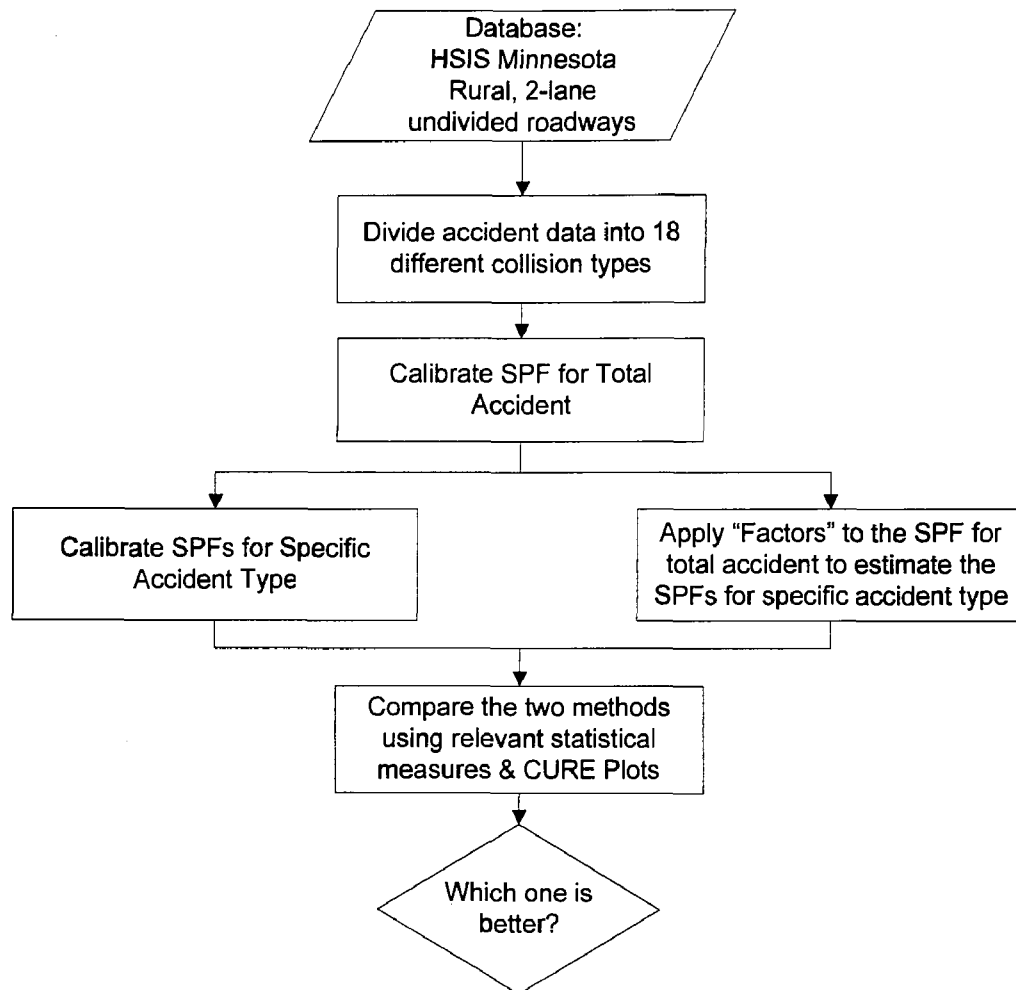 Database:
HSIS Minnesota
Rural, 2-lane
undivided roadways
Divide accident data into 18
different collision types
Calibrate SPF for Total
Accident
Calibrate SPFs for Specific
Accident Type
Apply “Factors” to the SPF for
total accident to estimate the
SPFs for specific accident type
Compare the two methods
using relevant statistical
measures & CURE Plots
Which one is
better?